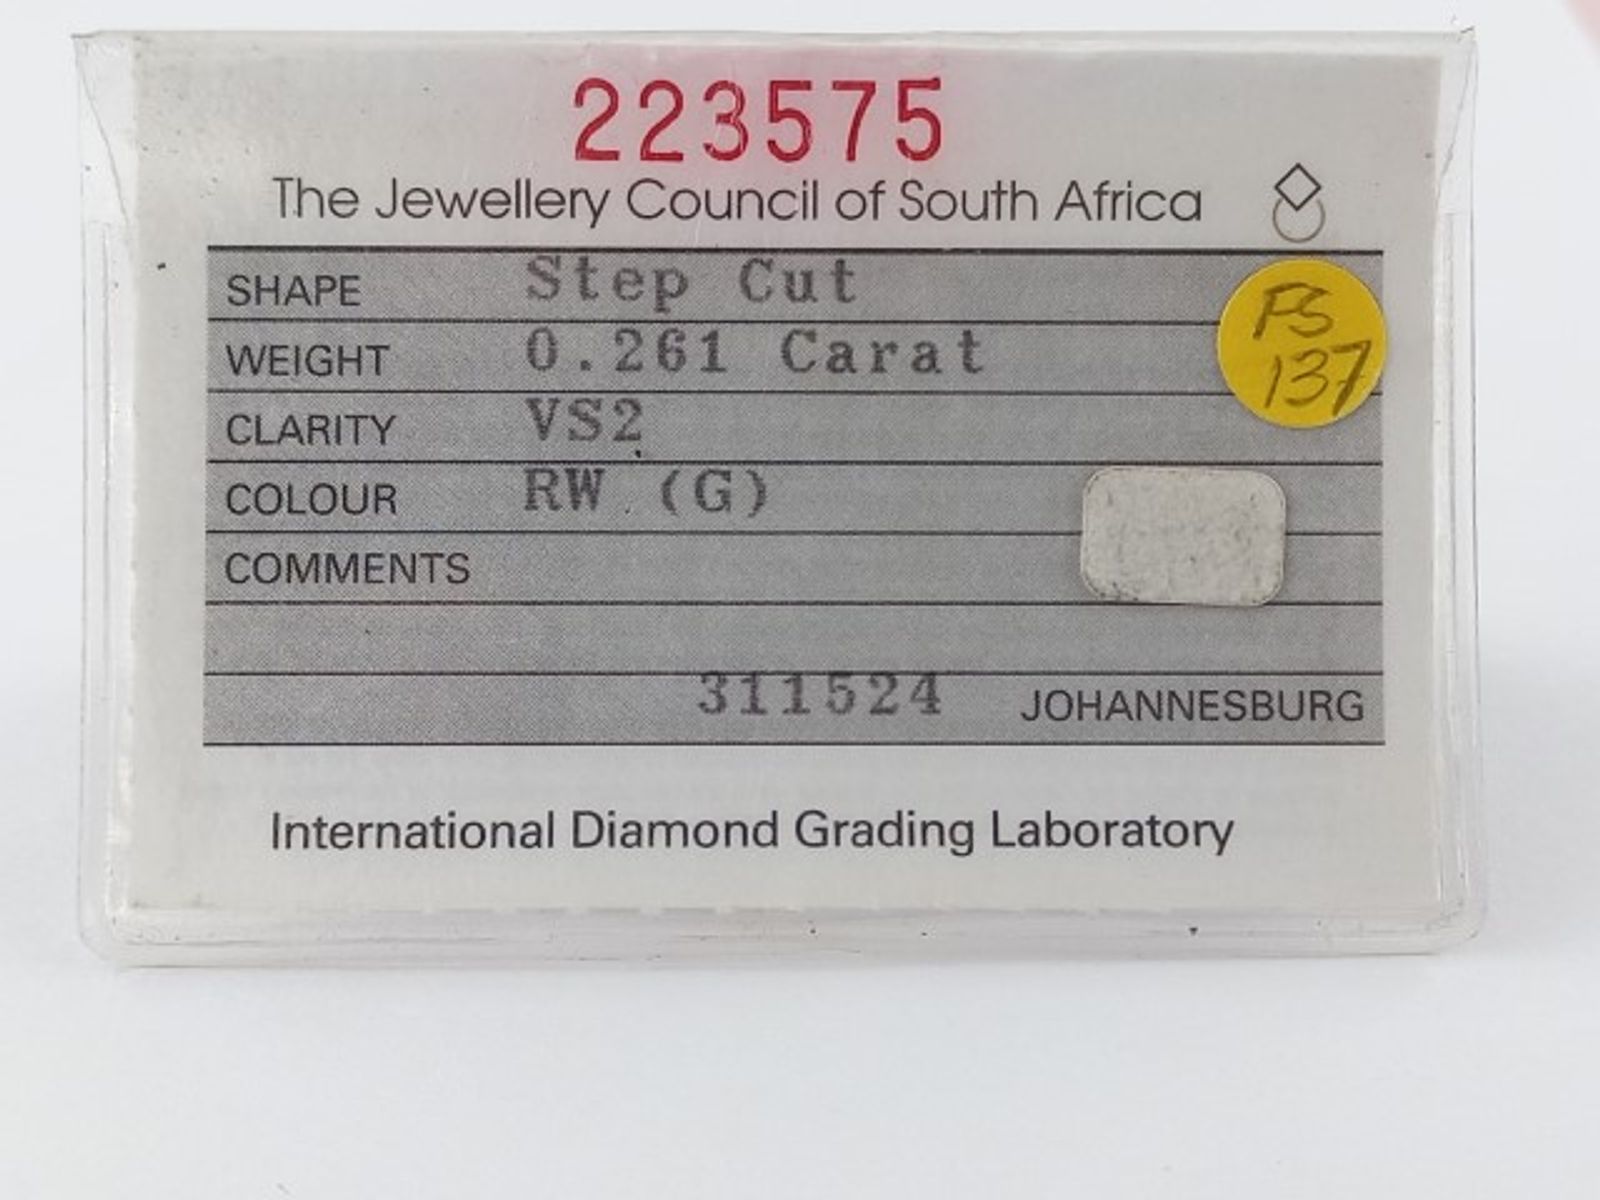 223575
The Jewellery Council of South Africa
SHAPE Step Cut
WEIGHT 0.261 Carat
CLARITY VS2
COLOUR RW (G)
COMMENTS
311524 JOHANNESBURG
International Diamond Grading Laboratory
PS
137